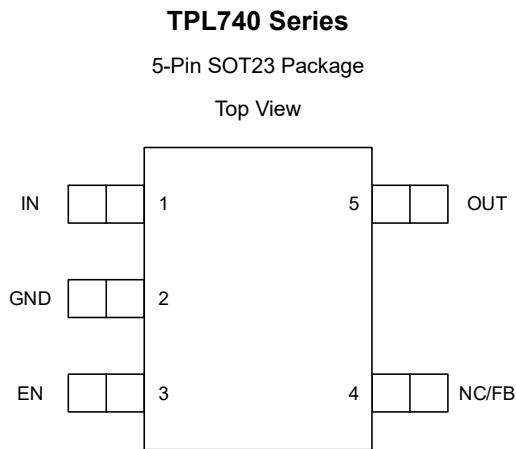 TPL740 Series
5-Pin SOT23 Package
Top View
IN 1 5 OUT
GND 2
EN 3 4 NC/FB